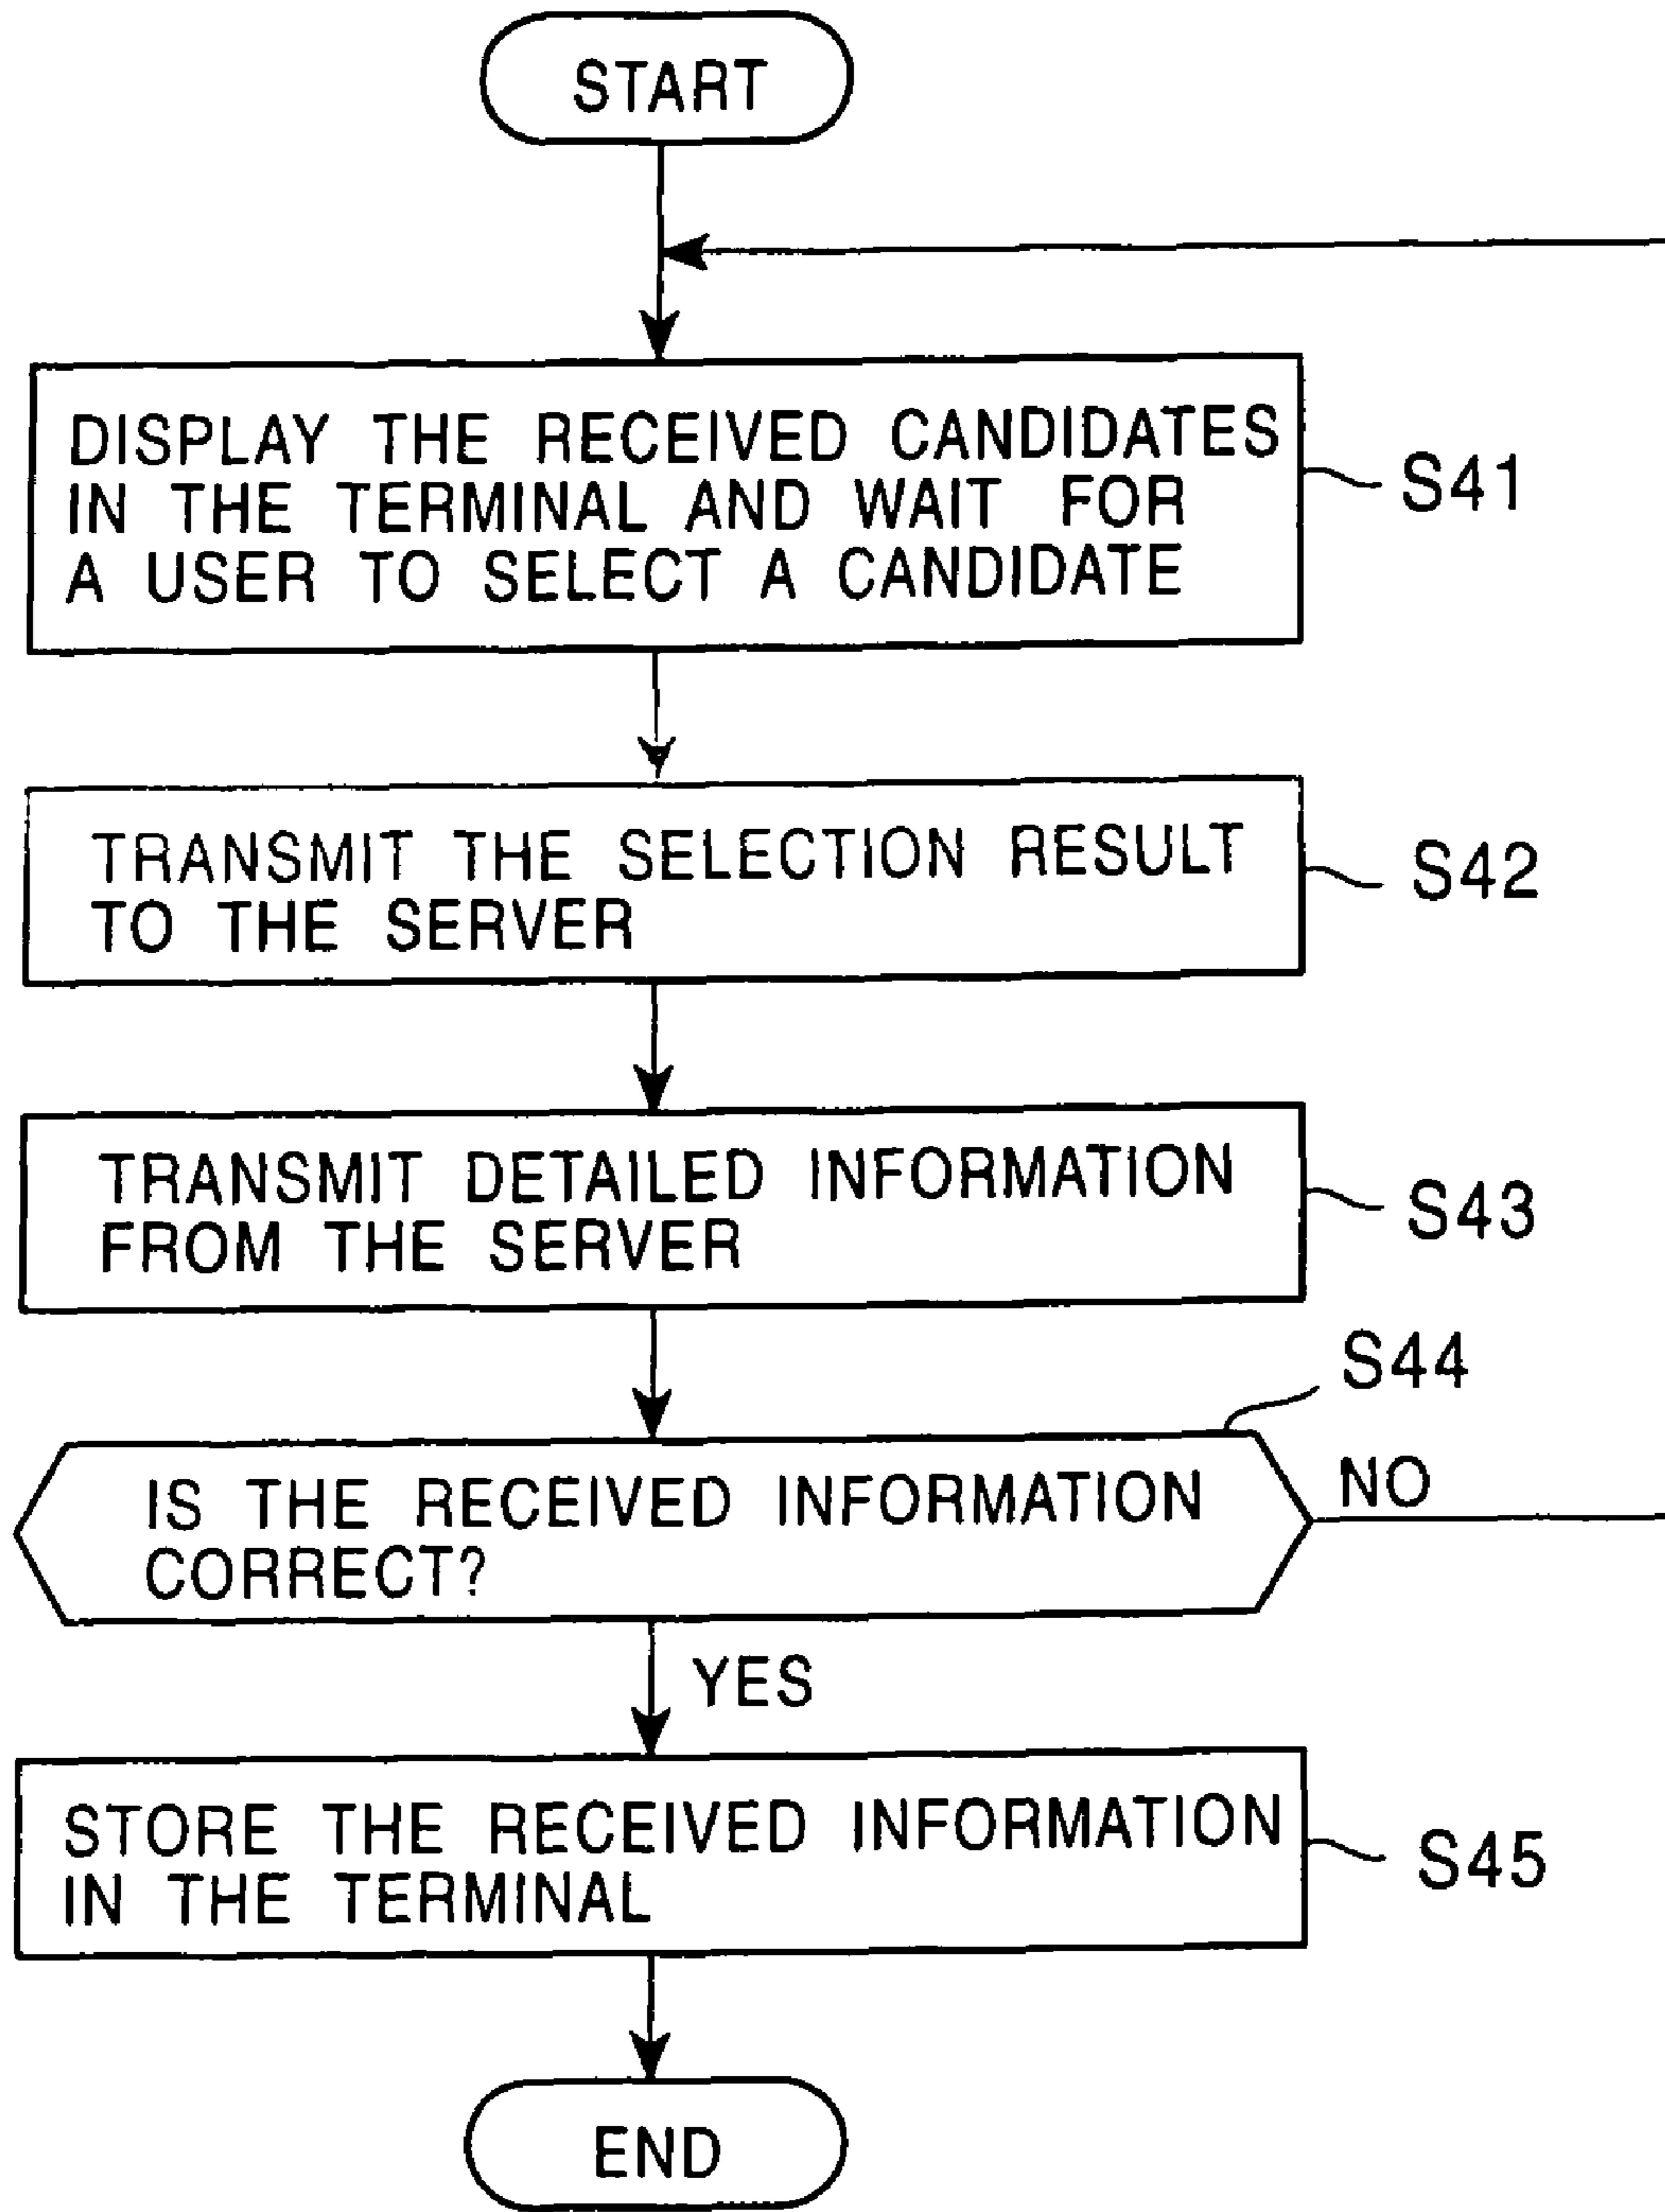 START
DISPLAY THE RECEIVED CANDIDATES
IN THE TERMINAL AND WAIT FOR
A USER TO SELECT A CANDIDATE
S41
TRANSMIT THE SELECTION RESULT
TO THE SERVER
S42
TRANSMIT DETAILED INFORMATION
FROM THE SERVER
S43
S44
IS THE RECEIVED INFORMATION
CORRECT?
NO
YES
STORE THE RECEIVED INFORMATION
IN THE TERMINAL
S45
END